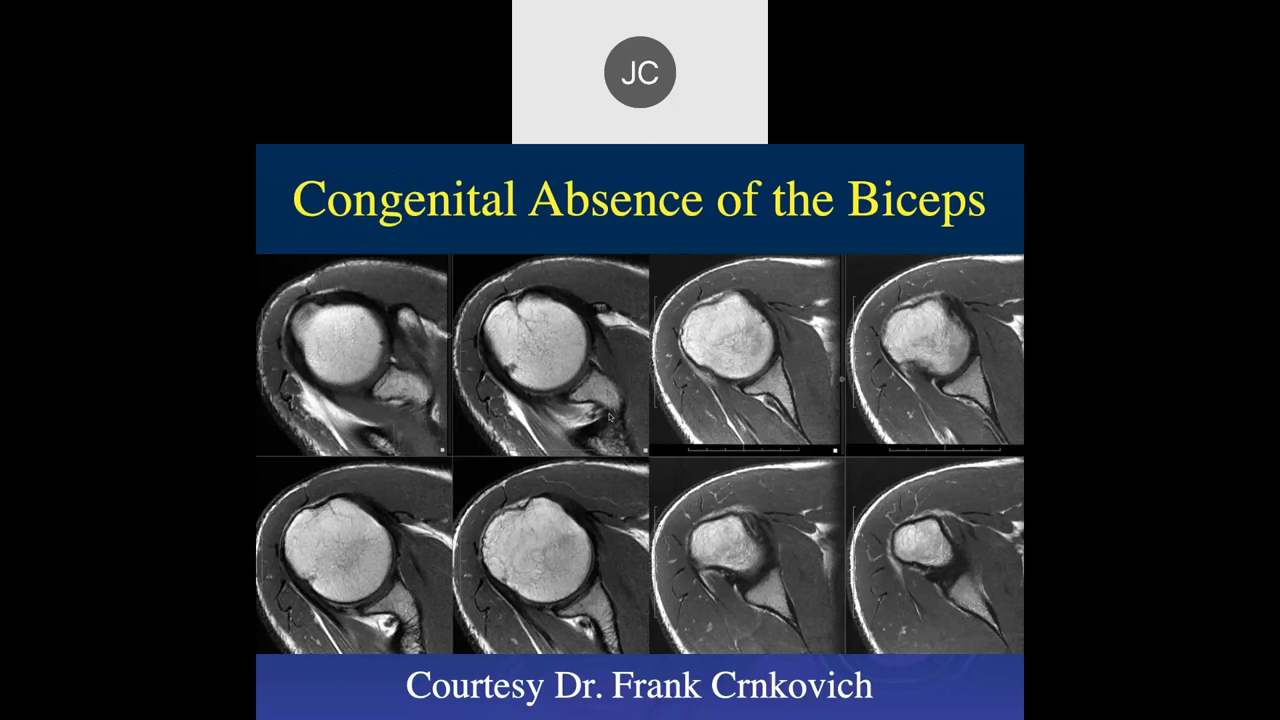 JC
Congenital Absence of the Biceps
Courtesy Dr. Frank Crnkovich